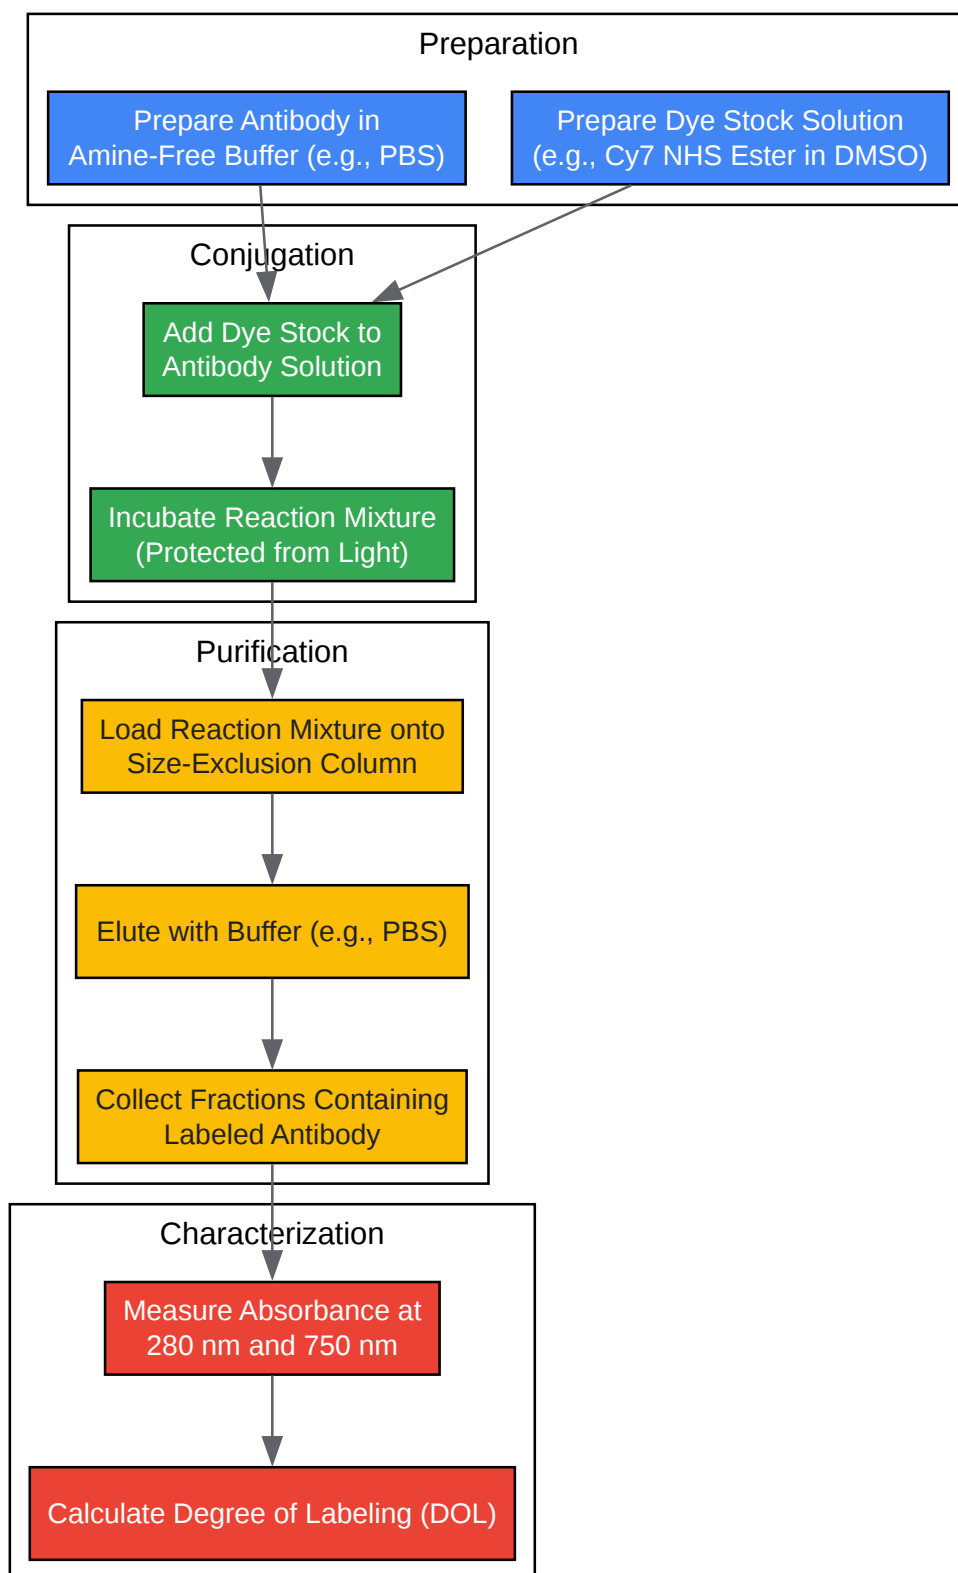 Preparation
Prepare Antibody in
Amine-Free Buffer (e.g., PBS)
Prepare Dye Stock Solution
(e.g., Cy7 NHS Ester in DMSO)
Conjugation
Add Dye Stock to
Antibody Solution
Incubate Reaction Mixture
(Protected from Light)
Purification
Load Reaction Mixture onto
Size-Exclusion Column
Elute with Buffer (e.g., PBS)
Collect Fractions Containing
Labeled Antibody
Characterization
Measure Absorbance at
280 nm and 750 nm
Calculate Degree of Labeling (DOL)